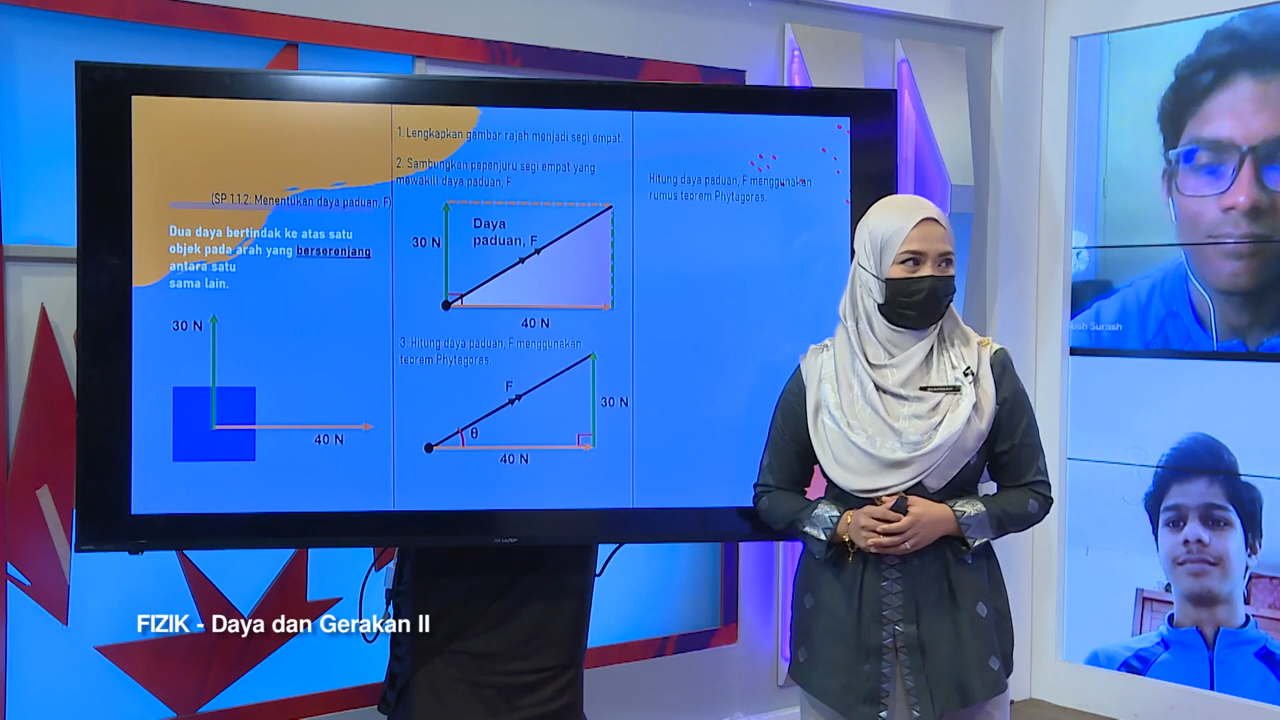 (SP 1.1.2: Menentukan daya paduan, F)
Dua daya bertindak ke atas satu
objek pada arah yang berserenjang
antara satu
sama lain.
30 N
40 N
1. Lengkapkan gambar rajah menjadi segi empat.
2. Sambungkan pepenjuru segi empat yang
mewakili daya paduan, F
30 N
Daya
paduan, F
40 N
3. Hitung daya paduan, F menggunakan
teorem Phytagoras.
F
θ
30 N
40 N
Hitung daya paduan, F menggunakan
rumus teorem Phytagoras.
SHARP
FIZIK - Daya dan Gerakan II